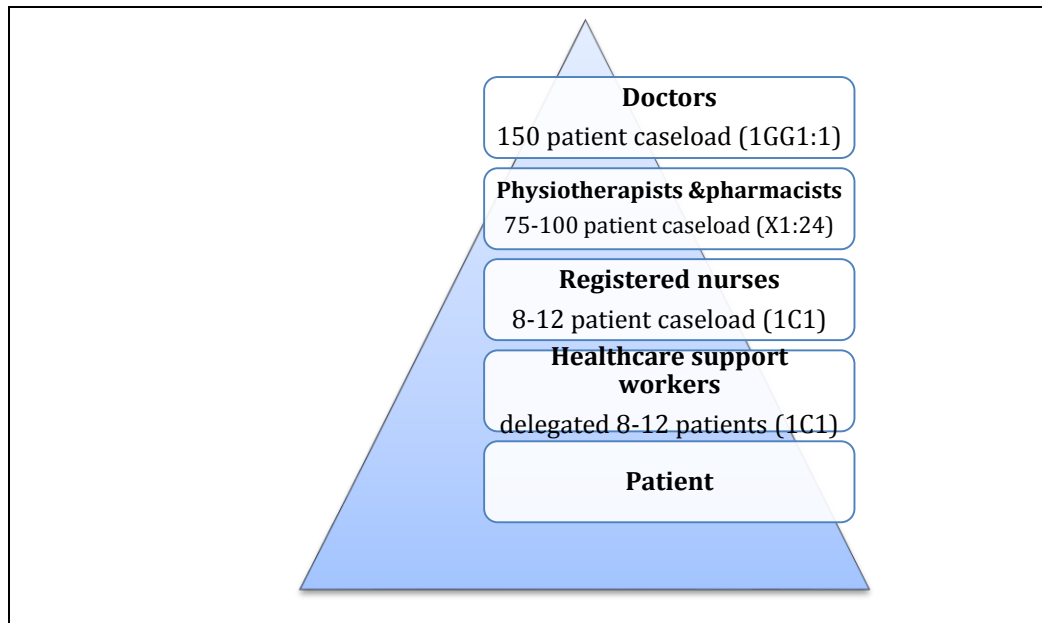 Doctors
150 patient caseload (1GG1:1)
Physiotherapists &pharmacists
75-100 patient caseload (X1:24)
Registered nurses
8-12 patient caseload (1C1)
Healthcare support
workers
delegated 8-12 patients (1C1)
Patient